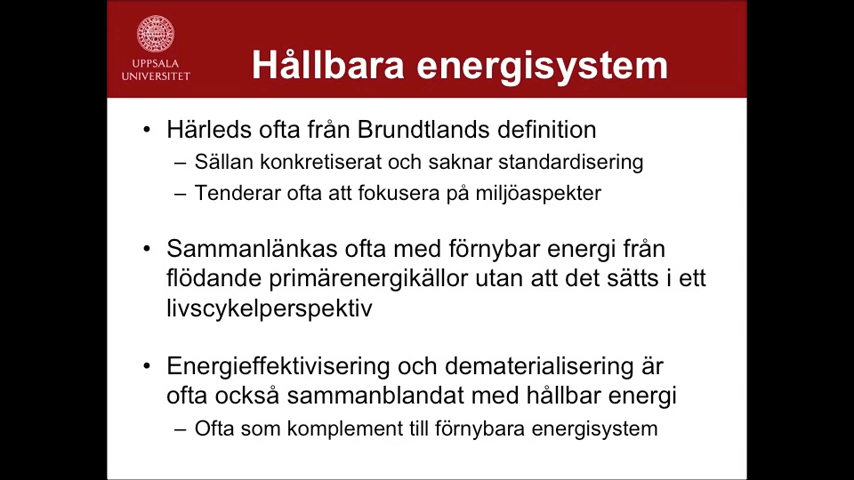 UPPSALA
UNIVERSITET
Hållbara energisystem
• Härleds ofta från Brundtlands definition
– Sällan konkretiserat och saknar standardisering
– Tenderar ofta att fokusera på miljöaspekter
• Sammanlänkas ofta med förnybar energi från
flödande primärenergikällor utan att det sätts i ett
livscykelperspektiv
• Energieffektivisering och dematerialisering är
ofta också sammanblandat med hållbar energi
– Ofta som komplement till förnybara energisystem